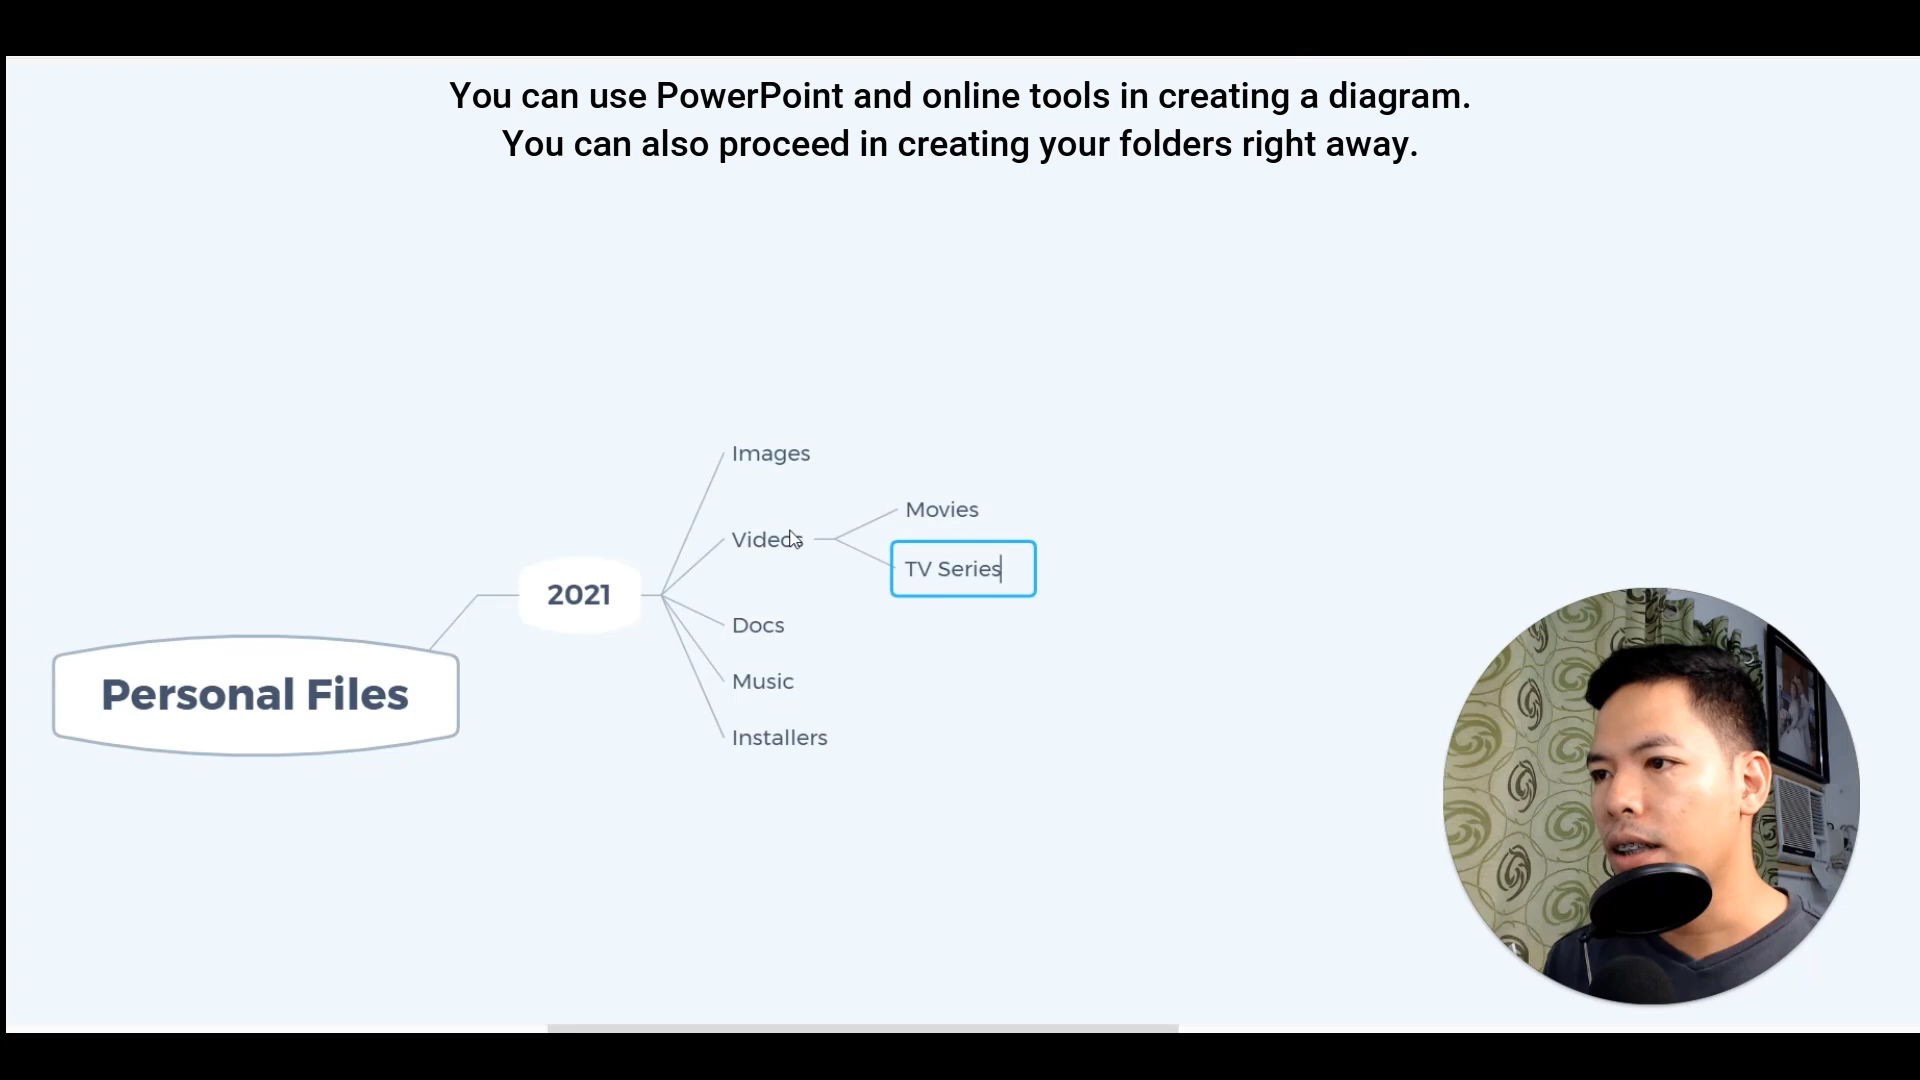 You can use PowerPoint and online tools in creating a diagram.
You can also proceed in creating your folders right away.
Images
Movies
Videos
TV Series
2021
Docs
Music
Personal Files
Installers